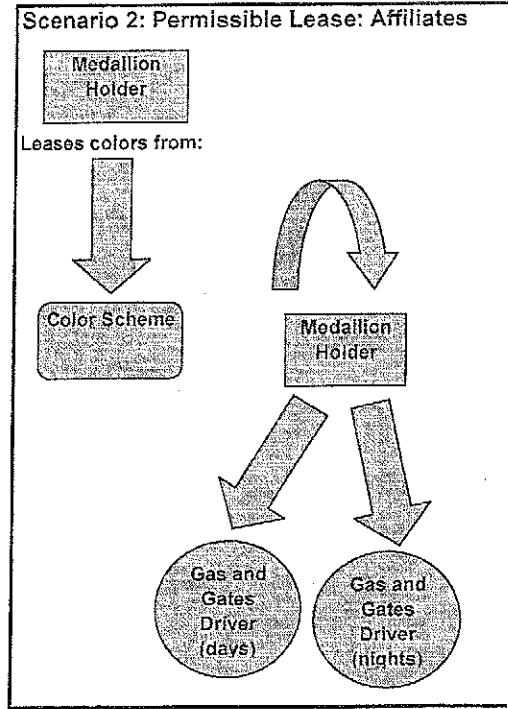 Scenario 2: Permissible Lease: Affiliates
Medallion
Holder
Leases colors from:
Color Scheme
Medallion
Holder
Gas and
Gates
Driver
(days)
Gas and
Gates
Driver
(nights)